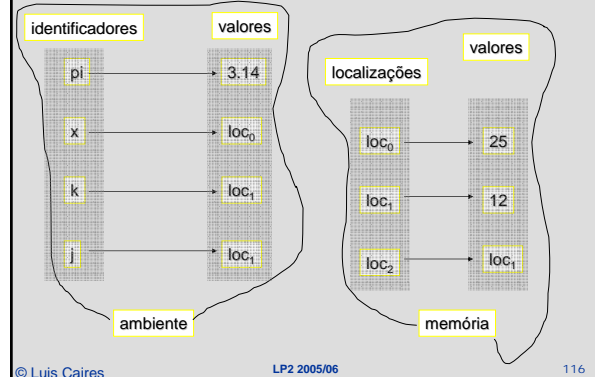 identificadores valores
pi 3.14
x loc₀
k loc₁
j loc₁
ambiente
valores
localizações
loc₀ 25
loc₁ 12
loc₂ loc₁
memória
© Luis Caires LP2 2005/06 116